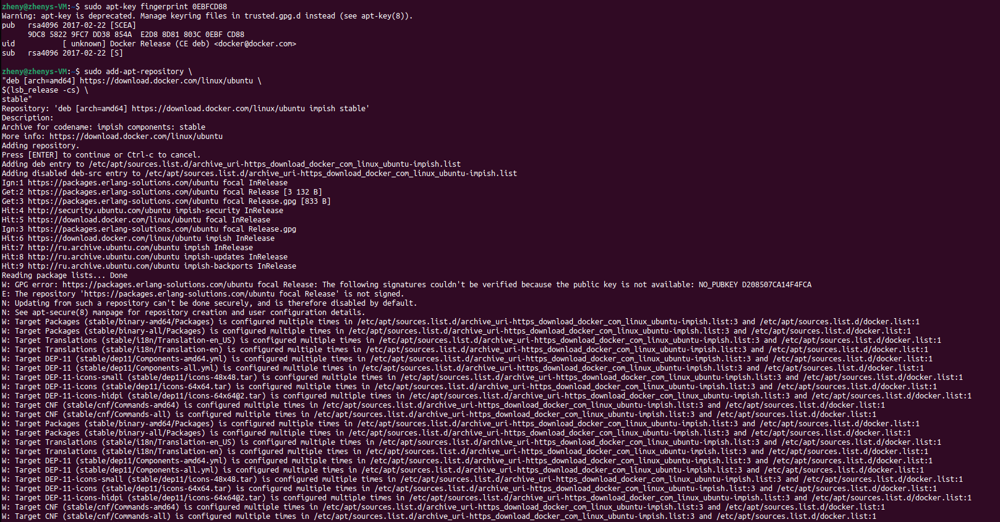 zheny@zhenys-VM:~$ sudo apt-key fingerprint 0EBFCD88
Warning: apt-key is deprecated. Manage keyring files in trusted.gpg.d instead (see apt-key(8)).
pub   rsa4096 2017-02-22 [SCEA]
      9DC8 5822 9FC7 DD38 854A  E2D8 8D81 803C 0EBF CD88
uid           [ unknown] Docker Release (CE deb) <docker@docker.com>
sub   rsa4096 2017-02-22 [S]
zheny@zhenys-VM:~$ sudo add-apt-repository \
"deb [arch=amd64] https://download.docker.com/linux/ubuntu \
$(lsb_release -cs) \
stable"
Repository: 'deb [arch=amd64] https://download.docker.com/linux/ubuntu impish stable'
Description:
Archive for codename: impish components: stable
More info: https://download.docker.com/linux/ubuntu
Adding repository.
Press [ENTER] to continue or Ctrl-c to cancel.
Adding deb entry to /etc/apt/sources.list.d/archive_uri-https_download_docker_com_linux_ubuntu-impish.list
Adding disabled deb-src entry to /etc/apt/sources.list.d/archive_uri-https_download_docker_com_linux_ubuntu-impish.list
Ign:1 https://packages.erlang-solutions.com/ubuntu focal InRelease
Get:2 https://packages.erlang-solutions.com/ubuntu focal Release [3 132 B]
Get:3 https://packages.erlang-solutions.com/ubuntu focal Release.gpg [833 B]
Hit:4 http://security.ubuntu.com/ubuntu impish-security InRelease
Hit:5 https://download.docker.com/linux/ubuntu focal InRelease
Ign:3 https://packages.erlang-solutions.com/ubuntu focal Release.gpg
Hit:6 https://download.docker.com/linux/ubuntu impish InRelease
Hit:7 http://ru.archive.ubuntu.com/ubuntu impish InRelease
Hit:8 http://ru.archive.ubuntu.com/ubuntu impish-updates InRelease
Hit:9 http://ru.archive.ubuntu.com/ubuntu impish-backports InRelease
Reading package lists... Done
W: GPG error: https://packages.erlang-solutions.com/ubuntu focal Release: The following signatures couldn't be verified because the public key is not available: NO_PUBKEY D208507CA14F4FCA
E: The repository 'https://packages.erlang-solutions.com/ubuntu focal Release' is not signed.
N: Updating from such a repository can't be done securely, and is therefore disabled by default.
N: See apt-secure(8) manpage for repository creation and user configuration details.
W: Target Packages (stable/binary-amd64/Packages) is configured multiple times in /etc/apt/sources.list.d/archive_uri-https_download_docker_com_linux_ubuntu-impish.list:3 and /etc/apt/sources.list.d/docker.list:1
W: Target Packages (stable/binary-all/Packages) is configured multiple times in /etc/apt/sources.list.d/archive_uri-https_download_docker_com_linux_ubuntu-impish.list:3 and /etc/apt/sources.list.d/docker.list:1
W: Target Translations (stable/i18n/Translation-en_US) is configured multiple times in /etc/apt/sources.list.d/archive_uri-https_download_docker_com_linux_ubuntu-impish.list:3 and /etc/apt/sources.list.d/docker.list:1
W: Target Translations (stable/i18n/Translation-en) is configured multiple times in /etc/apt/sources.list.d/archive_uri-https_download_docker_com_linux_ubuntu-impish.list:3 and /etc/apt/sources.list.d/docker.list:1
W: Target DEP-11 (stable/dep11/Components-amd64.yml) is configured multiple times in /etc/apt/sources.list.d/archive_uri-https_download_docker_com_linux_ubuntu-impish.list:3 and /etc/apt/sources.list.d/docker.list:1
W: Target DEP-11 (stable/dep11/Components-all.yml) is configured multiple times in /etc/apt/sources.list.d/archive_uri-https_download_docker_com_linux_ubuntu-impish.list:3 and /etc/apt/sources.list.d/docker.list:1
W: Target DEP-11-icons-small (stable/dep11/icons-48x48.tar) is configured multiple times in /etc/apt/sources.list.d/archive_uri-https_download_docker_com_linux_ubuntu-impish.list:3 and /etc/apt/sources.list.d/docker.list:1
W: Target DEP-11-icons (stable/dep11/icons-64x64.tar) is configured multiple times in /etc/apt/sources.list.d/archive_uri-https_download_docker_com_linux_ubuntu-impish.list:3 and /etc/apt/sources.list.d/docker.list:1
W: Target DEP-11-icons-hidpi (stable/dep11/icons-64x64@2.tar) is configured multiple times in /etc/apt/sources.list.d/archive_uri-https_download_docker_com_linux_ubuntu-impish.list:3 and /etc/apt/sources.list.d/docker.list:1
W: Target CNF (stable/cnf/Commands-amd64) is configured multiple times in /etc/apt/sources.list.d/archive_uri-https_download_docker_com_linux_ubuntu-impish.list:3 and /etc/apt/sources.list.d/docker.list:1
W: Target CNF (stable/cnf/Commands-all) is configured multiple times in /etc/apt/sources.list.d/archive_uri-https_download_docker_com_linux_ubuntu-impish.list:3 and /etc/apt/sources.list.d/docker.list:1
W: Target Packages (stable/binary-amd64/Packages) is configured multiple times in /etc/apt/sources.list.d/archive_uri-https_download_docker_com_linux_ubuntu-impish.list:3 and /etc/apt/sources.list.d/docker.list:1
W: Target Packages (stable/binary-all/Packages) is configured multiple times in /etc/apt/sources.list.d/archive_uri-https_download_docker_com_linux_ubuntu-impish.list:3 and /etc/apt/sources.list.d/docker.list:1
W: Target Translations (stable/i18n/Translation-en_US) is configured multiple times in /etc/apt/sources.list.d/archive_uri-https_download_docker_com_linux_ubuntu-impish.list:3 and /etc/apt/sources.list.d/docker.list:1
W: Target Translations (stable/i18n/Translation-en) is configured multiple times in /etc/apt/sources.list.d/archive_uri-https_download_docker_com_linux_ubuntu-impish.list:3 and /etc/apt/sources.list.d/docker.list:1
W: Target DEP-11 (stable/dep11/Components-amd64.yml) is configured multiple times in /etc/apt/sources.list.d/archive_uri-https_download_docker_com_linux_ubuntu-impish.list:3 and /etc/apt/sources.list.d/docker.list:1
W: Target DEP-11 (stable/dep11/Components-all.yml) is configured multiple times in /etc/apt/sources.list.d/archive_uri-https_download_docker_com_linux_ubuntu-impish.list:3 and /etc/apt/sources.list.d/docker.list:1
W: Target DEP-11-icons-small (stable/dep11/icons-48x48.tar) is configured multiple times in /etc/apt/sources.list.d/archive_uri-https_download_docker_com_linux_ubuntu-impish.list:3 and /etc/apt/sources.list.d/docker.list:1
W: Target DEP-11-icons (stable/dep11/icons-64x64.tar) is configured multiple times in /etc/apt/sources.list.d/archive_uri-https_download_docker_com_linux_ubuntu-impish.list:3 and /etc/apt/sources.list.d/docker.list:1
W: Target DEP-11-icons-hidpi (stable/dep11/icons-64x64@2.tar) is configured multiple times in /etc/apt/sources.list.d/archive_uri-https_download_docker_com_linux_ubuntu-impish.list:3 and /etc/apt/sources.list.d/docker.list:1
W: Target CNF (stable/cnf/Commands-amd64) is configured multiple times in /etc/apt/sources.list.d/archive_uri-https_download_docker_com_linux_ubuntu-impish.list:3 and /etc/apt/sources.list.d/docker.list:1
W: Target CNF (stable/cnf/Commands-all) is configured multiple times in /etc/apt/sources.list.d/archive_uri-https_download_docker_com_linux_ubuntu-impish.list:3 and /etc/apt/sources.list.d/docker.list:1